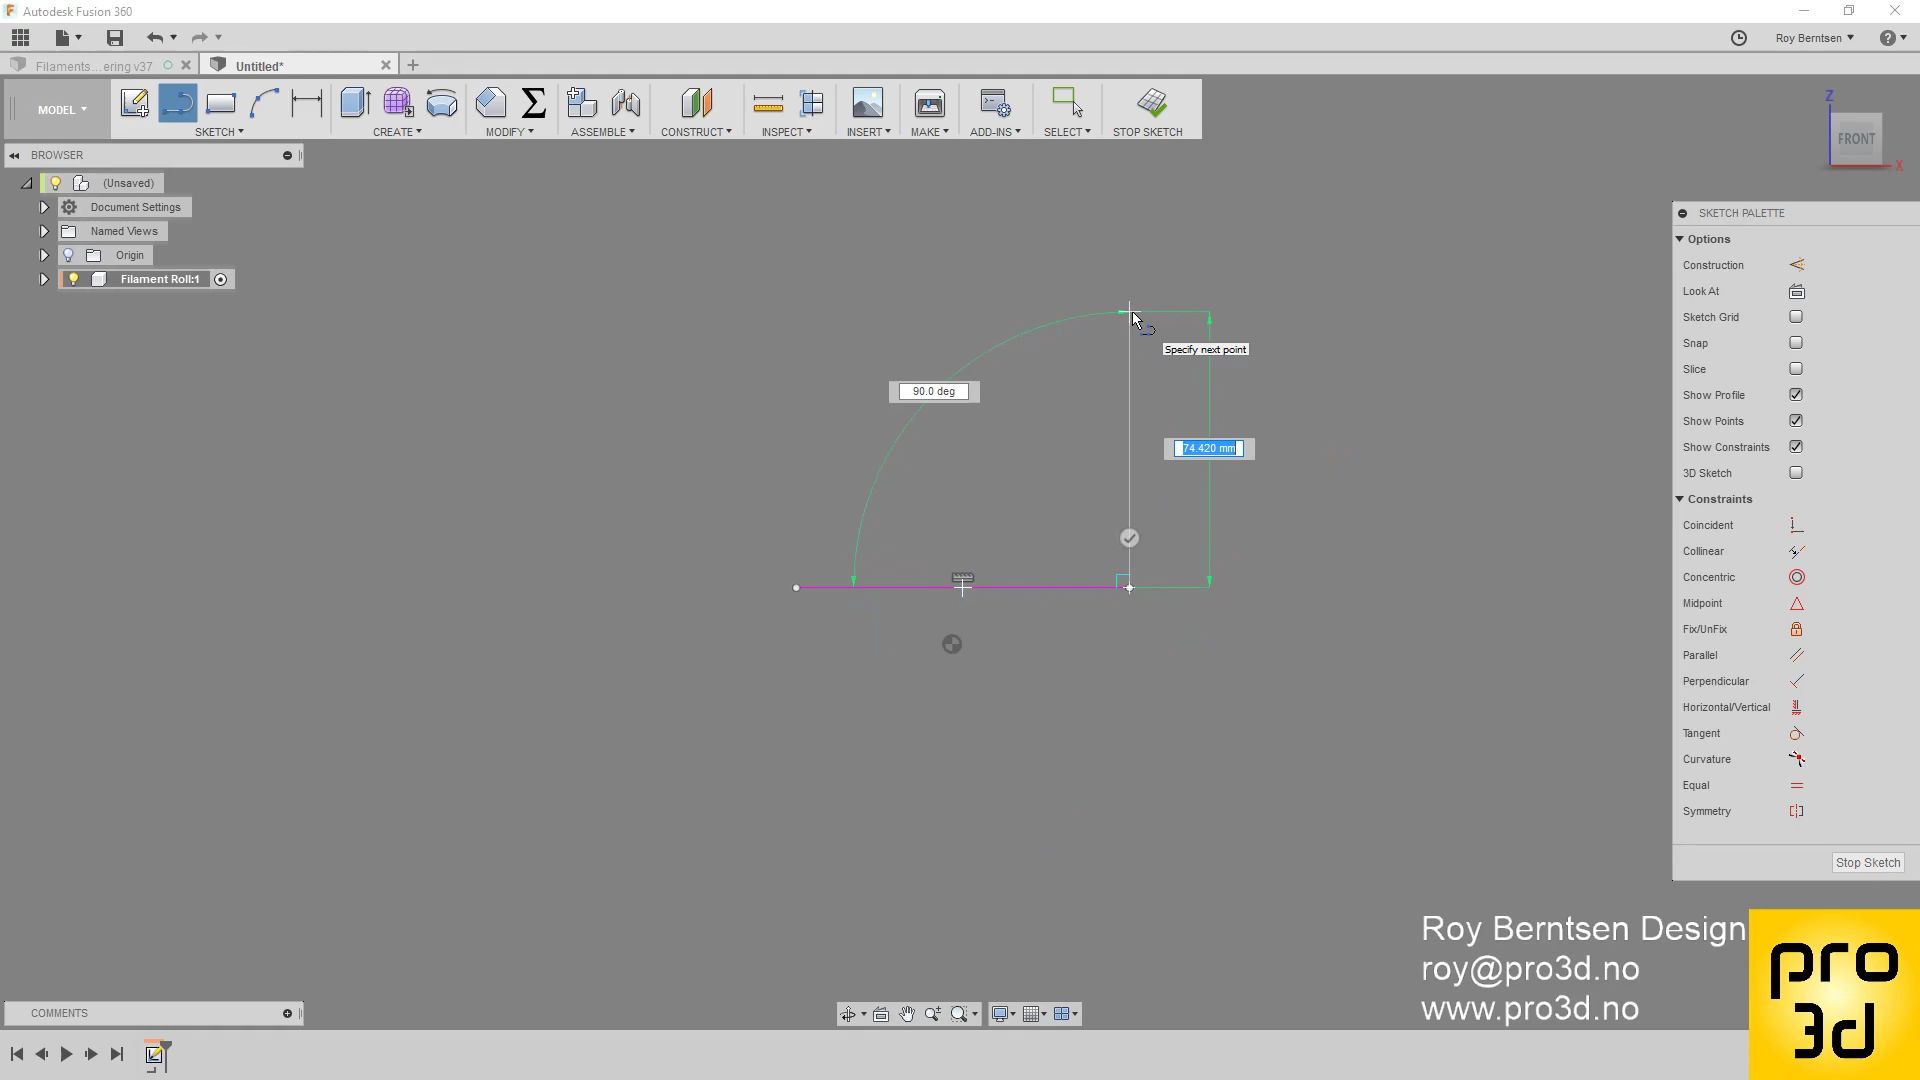 Autodesk Fusion 360
Roy Berntsen
Filaments...ering v37
Untitled*
MODEL
SKETCH
CREATE
MODIFY
ASSEMBLE
CONSTRUCT
INSPECT
INSERT
MAKE
ADD-INS
SELECT
STOP SKETCH
Z
FRONT
X
BROWSER
(Unsaved)
Document Settings
Named Views
Origin
Filament Roll:1
SKETCH PALETTE
Options
Construction
Look At
Sketch Grid
Snap
Slice
Show Profile
Show Points
Show Constraints
3D Sketch
Constraints
Coincident
Collinear
Concentric
Midpoint
Fix/UnFix
Parallel
Perpendicular
Horizontal/Vertical
Tangent
Curvature
Equal
Symmetry
Stop Sketch
Specify next point
90.0 deg
74.420 mm
Roy Berntsen Design
roy@pro3d.no
www.pro3d.no
pro
3d
COMMENTS